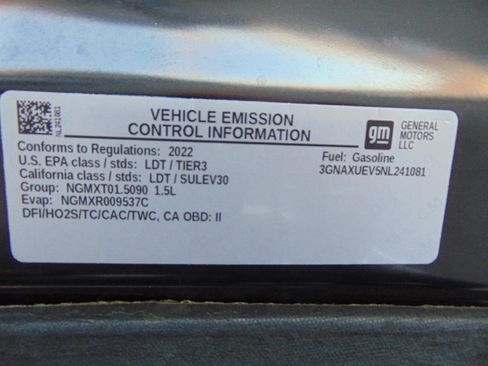 NL241081
VEHICLE EMISSION
CONTROL INFORMATION
gm
GENERAL
MOTORS
LLC
Conforms to Regulations: 2022
U.S. EPA class / stds: LDT / TIER3
California class / stds: LDT / SULEV30
Group: NGMXT01.5090 1.5L
Evap: NGMXR009537C
DFI/HO2S/TC/CAC/TWC, CA OBD: II
Fuel: Gasoline
3GNAXUEV5NL241081